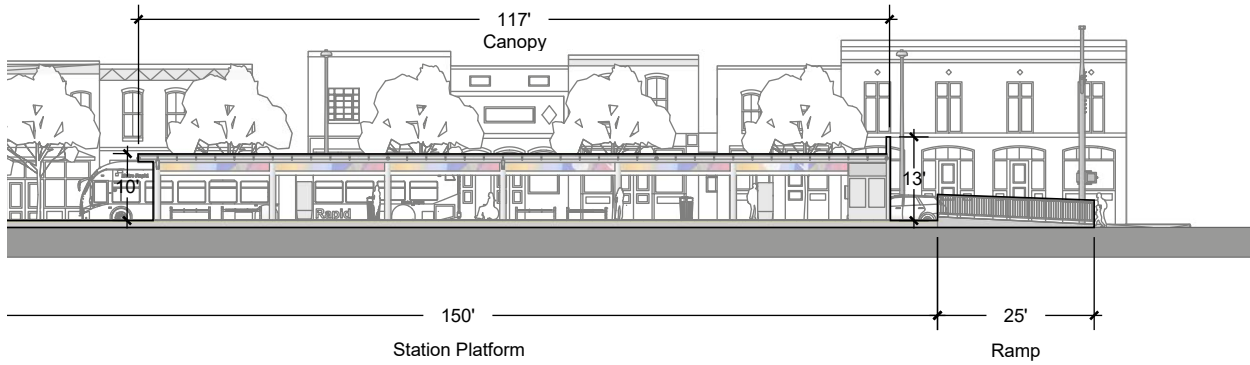 117'
Canopy
10'
13'
Rapid
150'
25'
Station Platform
Ramp